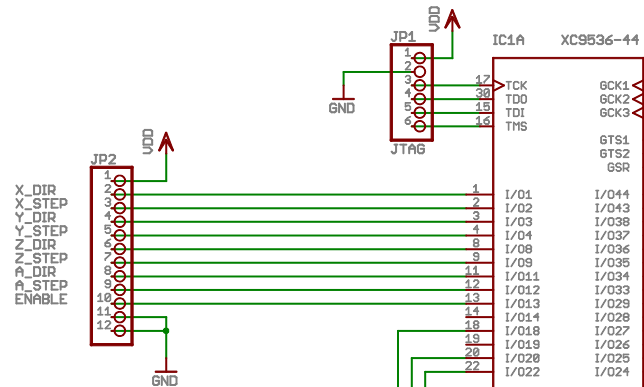 VDD
JP1
IC1A XC9536-44
1
2
3
4
5
6
GND
JTAG
17 TCK GCK1
30 TDO GCK2
15 TDI GCK3
16 TMS
GTS1
GTS2
GSR
VDD
JP2
1
X_DIR 2 1 I/O1 I/O44
X_STEP 3 2 I/O2 I/O43
Y_DIR 4 3 I/O3 I/O38
Y_STEP 5 4 I/O4 I/O37
Z_DIR 6 8 I/O8 I/O36
Z_STEP 7 9 I/O9 I/O35
A_DIR 8 11 I/O11 I/O34
A_STEP 9 12 I/O12 I/O33
ENABLE 10 13 I/O13 I/O29
11 14 I/O14 I/O28
12 18 I/O18 I/O27
19 I/O19 I/O26
20 I/O20 I/O25
22 I/O22 I/O24
GND